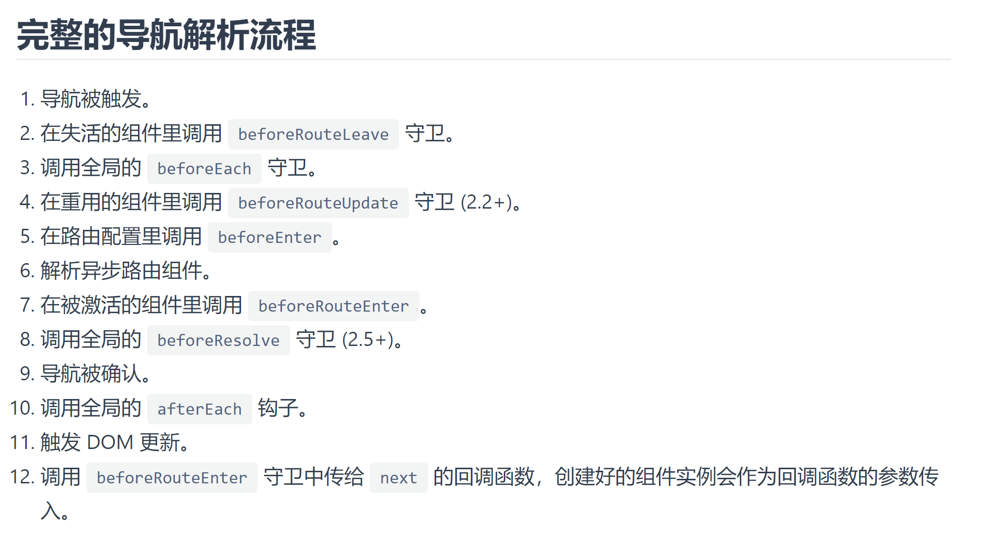 完整的导航解析流程
1. 导航被触发。
2. 在失活的组件里调用 beforeRouteLeave 守卫。
3. 调用全局的 beforeEach 守卫。
4. 在重用的组件里调用 beforeRouteUpdate 守卫 (2.2+)。
5. 在路由配置里调用 beforeEnter。
6. 解析异步路由组件。
7. 在被激活的组件里调用 beforeRouteEnter。
8. 调用全局的 beforeResolve 守卫 (2.5+)。
9. 导航被确认。
10. 调用全局的 afterEach 钩子。
11. 触发 DOM 更新。
12. 调用 beforeRouteEnter 守卫中传给 next 的回调函数，创建好的组件实例会作为回调函数的参数传
入。